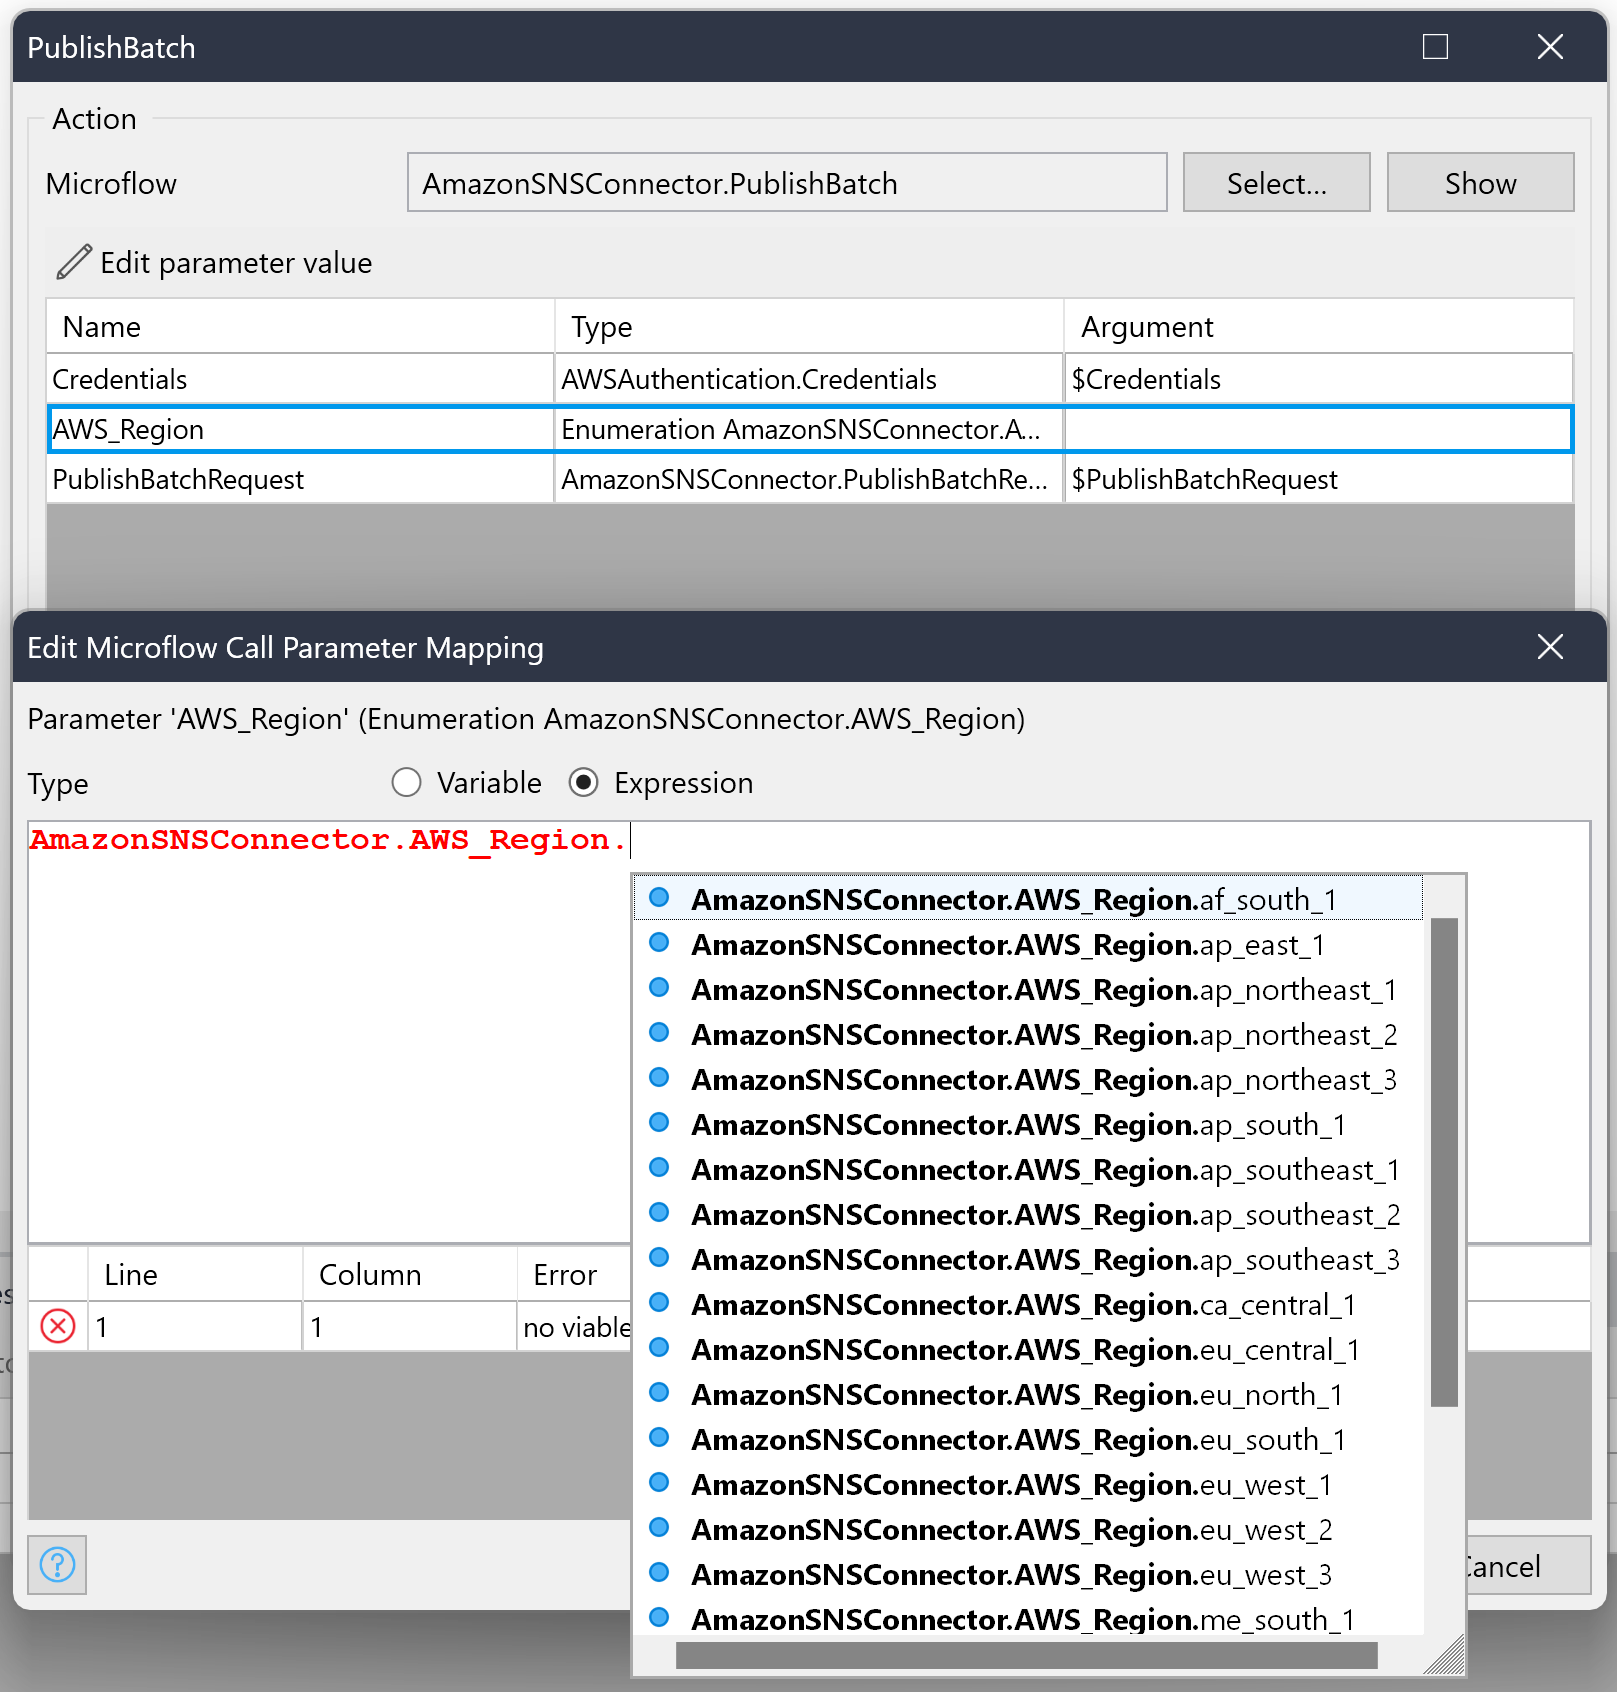 PublishBatch
Action
Microflow AmazonSNSConnector.PublishBatch Select... Show
Edit parameter value
Name Type Argument
Credentials AWSAuthentication.Credentials $Credentials
AWS_Region Enumeration AmazonSNSConnector.A...
PublishBatchRequest AmazonSNSConnector.PublishBatchRe... $PublishBatchRequest
Edit Microflow Call Parameter Mapping
Parameter 'AWS_Region' (Enumeration AmazonSNSConnector.AWS_Region)
Type Variable Expression
AmazonSNSConnector.AWS_Region.
AmazonSNSConnector.AWS_Region.af_south_1
AmazonSNSConnector.AWS_Region.ap_east_1
AmazonSNSConnector.AWS_Region.ap_northeast_1
AmazonSNSConnector.AWS_Region.ap_northeast_2
AmazonSNSConnector.AWS_Region.ap_northeast_3
AmazonSNSConnector.AWS_Region.ap_south_1
AmazonSNSConnector.AWS_Region.ap_southeast_1
AmazonSNSConnector.AWS_Region.ap_southeast_2
AmazonSNSConnector.AWS_Region.ap_southeast_3
AmazonSNSConnector.AWS_Region.ca_central_1
AmazonSNSConnector.AWS_Region.eu_central_1
AmazonSNSConnector.AWS_Region.eu_north_1
AmazonSNSConnector.AWS_Region.eu_south_1
AmazonSNSConnector.AWS_Region.eu_west_1
AmazonSNSConnector.AWS_Region.eu_west_2
AmazonSNSConnector.AWS_Region.eu_west_3
AmazonSNSConnector.AWS_Region.me_south_1
Line Column Error
1 1 no viable
Cancel